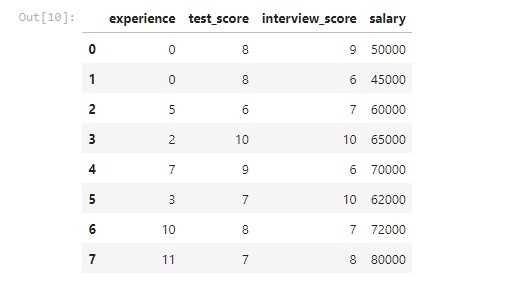 Out[10]:
experience test_score interview_score salary
0 0 8 9 50000
1 0 8 6 45000
2 5 6 7 60000
3 2 10 10 65000
4 7 9 6 70000
5 3 7 10 62000
6 10 8 7 72000
7 11 7 8 80000